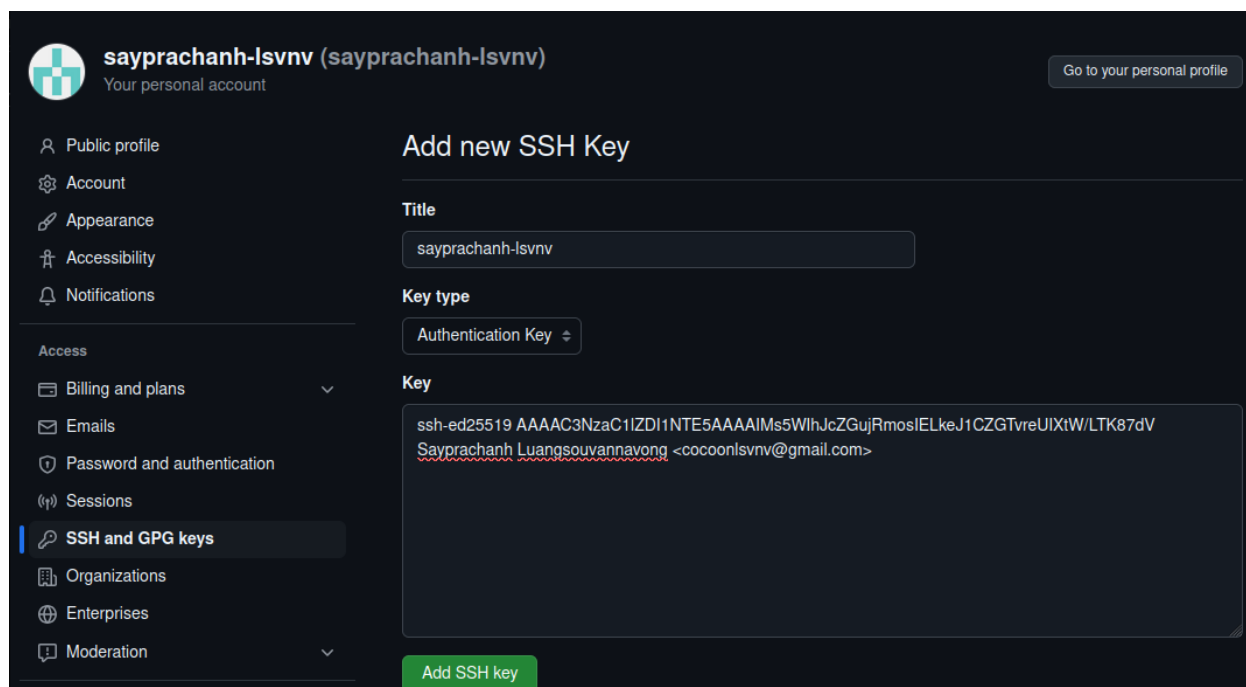 sayprachanh-lsvnv (sayprachanh-lsvnv)
Your personal account
Go to your personal profile
Public profile
Account
Appearance
Accessibility
Notifications
Access
Billing and plans
Emails
Password and authentication
Sessions
SSH and GPG keys
Organizations
Enterprises
Moderation
Add new SSH Key
Title
sayprachanh-lsvnv
Key type
Authentication Key
Key
ssh-ed25519 AAAAC3NzaC1lZDI1NTE5AAAAIMs5WIhJcZGujRmosIELkeJ1CZGTvreUIXtW/LTK87dV
Sayprachanh Luangsouvannavong <cocoonlsvnv@gmail.com>
Add SSH key